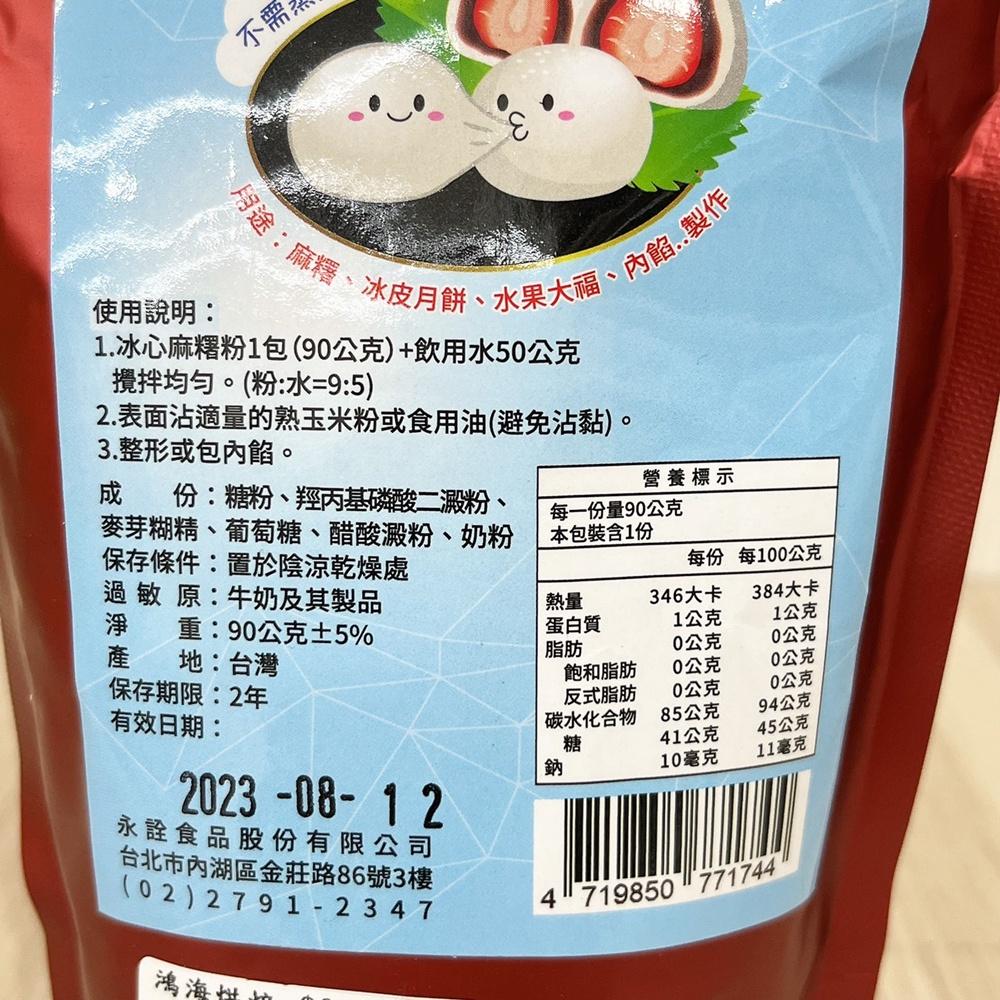 不需蒸
用途：麻糬、冰皮月餅、水果大福、內餡..製作
使用說明：
1.冰心麻糬粉1包(90公克)+飲用水50公克
攪拌均勻。(粉:水=9:5)
2.表面沾適量的熟玉米粉或食用油(避免沾黏)。
3.整形或包內餡。
成 份：糖粉、羥丙基磷酸二澱粉、
麥芽糊精、葡萄糖、醋酸澱粉、奶粉
保存條件：置於陰涼乾燥處
過 敏 原：牛奶及其製品
淨 重：90公克±5%
產 地：台灣
保存期限：2年
有效日期：
2023 -08- 12
永詮食品股份有限公司
台北市內湖區金莊路86號3樓
(02)2791-2347
營養標示
每一份量90公克
本包裝含1份
每份 每100公克
熱量 346大卡 384大卡
蛋白質 1公克 1公克
脂肪 0公克 0公克
飽和脂肪 0公克 0公克
反式脂肪 0公克 0公克
碳水化合物 85公克 94公克
糖 41公克 45公克
鈉 10毫克 11毫克
4 719850 771744
鴻海烘焙